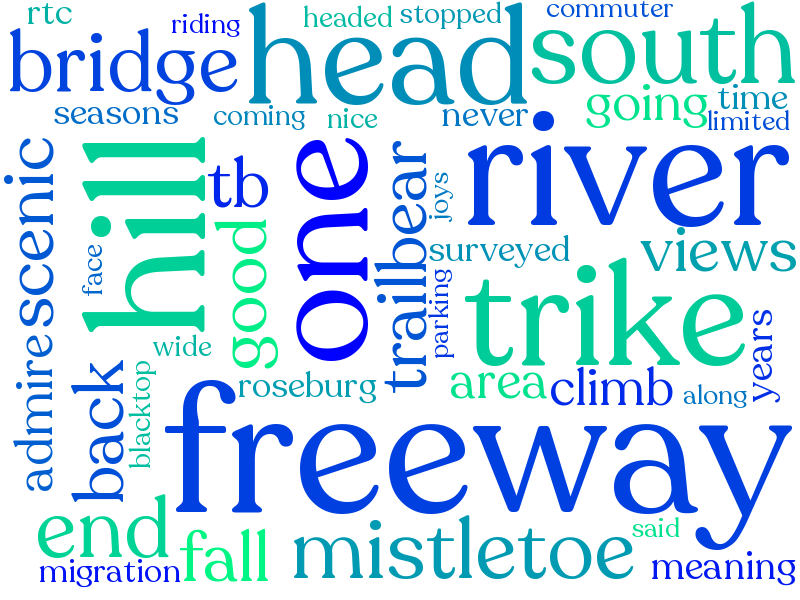 rtc
riding
headed
stopped
commuter
bridge
head
south
seasons
coming
nice
never
going
time
limited
scenic
hill
tb
one
trailbear
joys
river
face
good
surveyed
views
parking
trike
wide
admire
back
blacktop
roseburg
area
climb
along
years
freeway
end
fall
mistletoe
said
migration
meaning